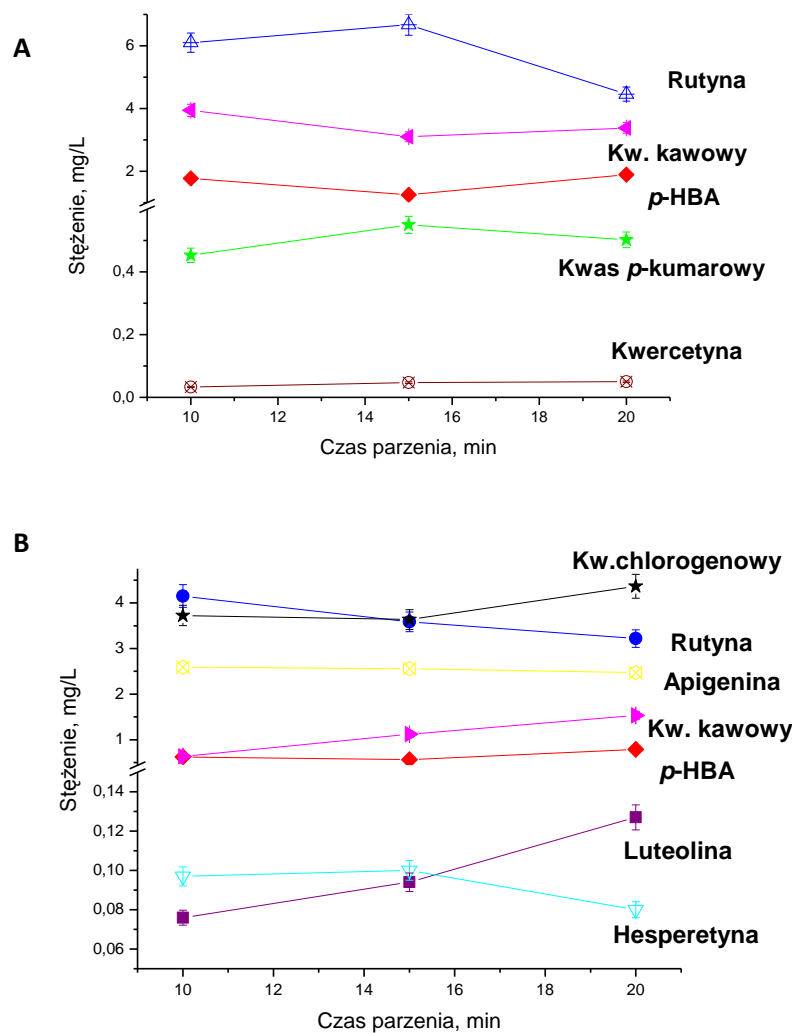 A
Stężenie, mg/L
6
4
2
0,4
0,2
0,0
Rutyna
Kw. kawowy
p-HBA
Kwas p-kumarowy
Kwercetyna
10 12 14 16 18 20
Czas parzenia, min
B
Stężenie, mg/L
4
3
2
1
0,14
0,12
0,10
0,08
0,06
Kw.chlorogenowy
Rutyna
Apigenina
Kw. kawowy
p-HBA
Luteolina
Hesperetyna
10 12 14 16 18 20
Czas parzenia, min